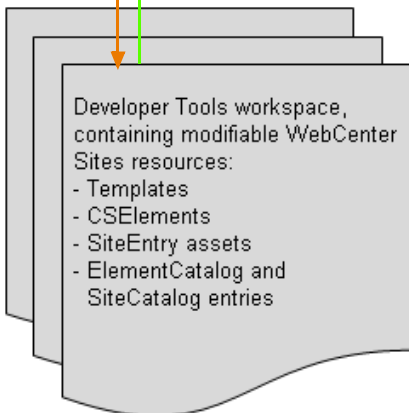 Developer Tools workspace,
containing modifiable WebCenter
Sites resources:
- Templates
- CSElements
- SiteEntry assets
- ElementCatalog and
SiteCatalog entries